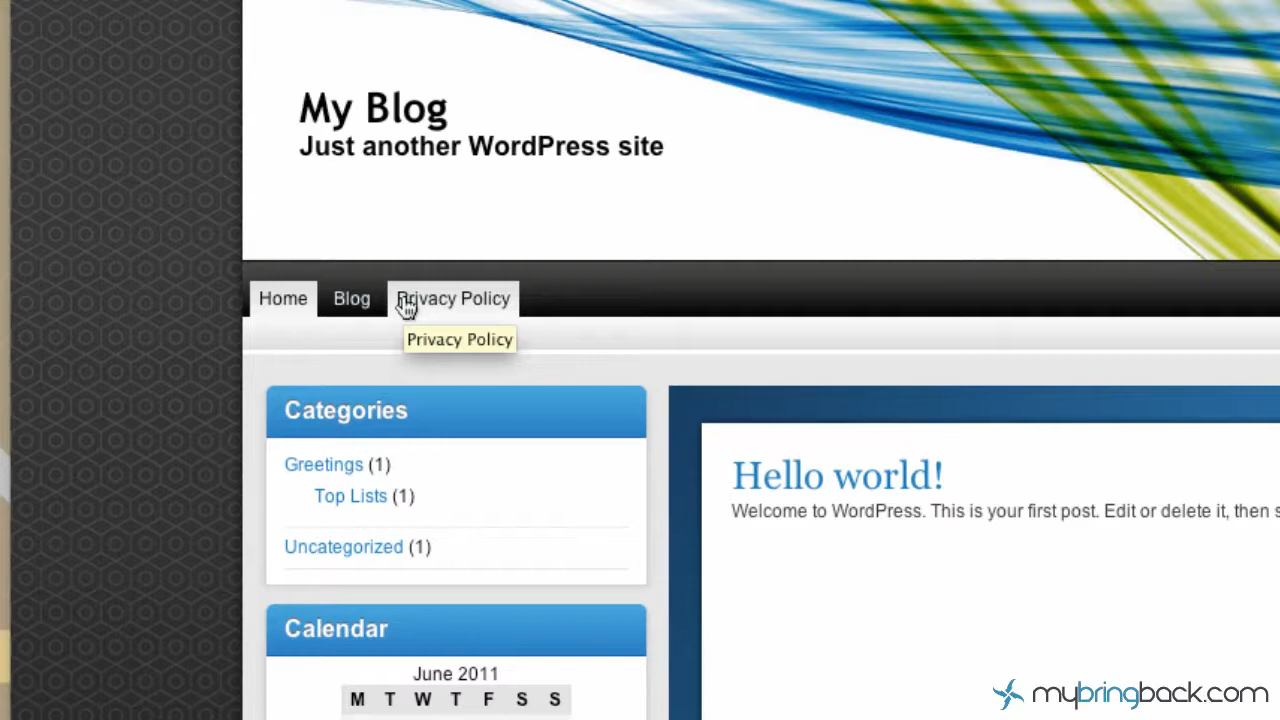 My Blog
Just another WordPress site
Home Blog Privacy Policy
Privacy Policy
Categories
Greetings (1)
Top Lists (1)
Uncategorized (1)
Hello world!
Welcome to WordPress. This is your first post. Edit or delete it, then s
Calendar
June 2011
M T W T F S S
mybringback.com